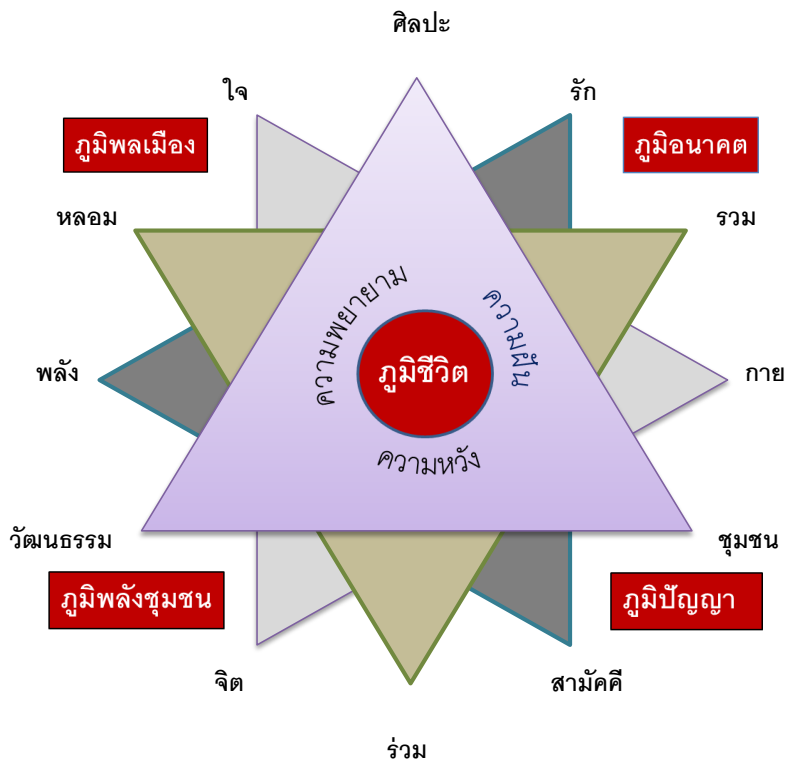 ศิลปะ
ใจ
รัก
ภูมิพลเมือง
ภูมิอนาคต
หลอม
รวม
ความพยายาม
ความฝัน
พลัง
ภูมิชีวิต
กาย
ความหวัง
วัฒนธรรม
ชุมชน
ภูมิพลังชุมชน
ภูมิปัญญา
จิต
สามัคคี
ร่วม